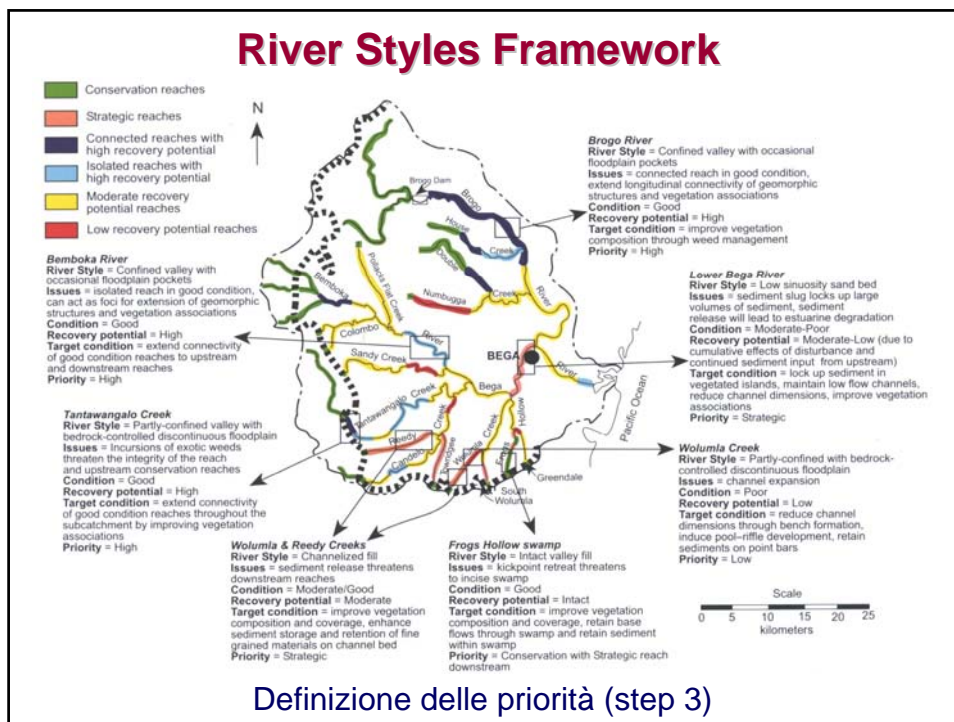 River Styles Framework
Conservation reaches
Strategic reaches
Connected reaches with
high recovery potential
Isolated reaches with
high recovery potential
Moderate recovery
potential reaches
Low recovery potential reaches
N
Brogo River
River Style = Confined valley with occasional
floodplain pockets
Issues = connected reach in good condition,
extend longitudinal connectivity of geomorphic
structures and vegetation associations
Condition = Good
Recovery potential = High
Target condition = improve vegetation
composition through weed management
Priority = High
Bemboka River
River Style = Confined valley with
occasional floodplain pockets
Issues = isolated reach in good condition,
can act as foci for extension of geomorphic
structures and vegetation associations
Condition = Good
Recovery potential = High
Target condition = extend connectivity
of good condition reaches to upstream
and downstream reaches
Priority = High
Lower Bega River
River Style = Low sinuosity sand bed
Issues = sediment slug locks up large
volumes of sediment, sediment
release will lead to estuarine degradation
Condition = Moderate-Poor
Recovery potential = Moderate-Low (due to
cumulative effects of disturbance and
continued sediment input from upstream)
Target condition = lock up sediment in
vegetated islands, maintain low flow channels,
reduce channel dimensions, improve vegetation
associations
Priority = Strategic
Tantawangalo Creek
River Style = Partly-confined valley with
bedrock-controlled discontinuous floodplain
Issues = Incursions of exotic weeds
threaten the integrity of the reach
and upstream conservation reaches
Condition = Good
Recovery potential = High
Target condition = extend connectivity
of good condition reaches throughout the
subcatchment by improving vegetation
associations
Priority = High
Wolumla Creek
River Style = Partly-confined with bedrock-
controlled discontinuous floodplain
Issues = channel expansion
Condition = Poor
Recovery potential = Low
Target condition = reduce channel
dimensions through bench formation,
induce pool–riffle development, retain
sediments on point bars
Priority = Low
Wolumla & Reedy Creeks
River Style = Channelized fill
Issues = sediment release threatens
downstream reaches
Condition = Moderate/Good
Recovery potential = Moderate
Target condition = improve vegetation
composition and coverage, enhance
sediment storage and retention of fine
grained materials on channel bed
Priority = Strategic
Frogs Hollow swamp
River Style = Intact valley fill
Issues = kickpoint retreat threatens
to incise swamp
Condition = Good
Recovery potential = Intact
Target condition = improve vegetation
composition and coverage, retain base
flows through swamp and retain sediment
within swamp
Priority = Conservation with Strategic reach
downstream
Brogo Dam
Brogo
House
Creek
Double
Creek
River
Numbugga
Pollacks Flat Creek
Bemboka
River
Colombo
Sandy Creek
BEGA
Bega
River
Tantawangalo Creek
Reedy
Creek
Candelo
Creek
Hollow
Frogs
Greendale
South
Wolumla
Pacific Ocean
Scale
0 5 10 15 20 25
kilometers
Definizione delle priorità (step 3)